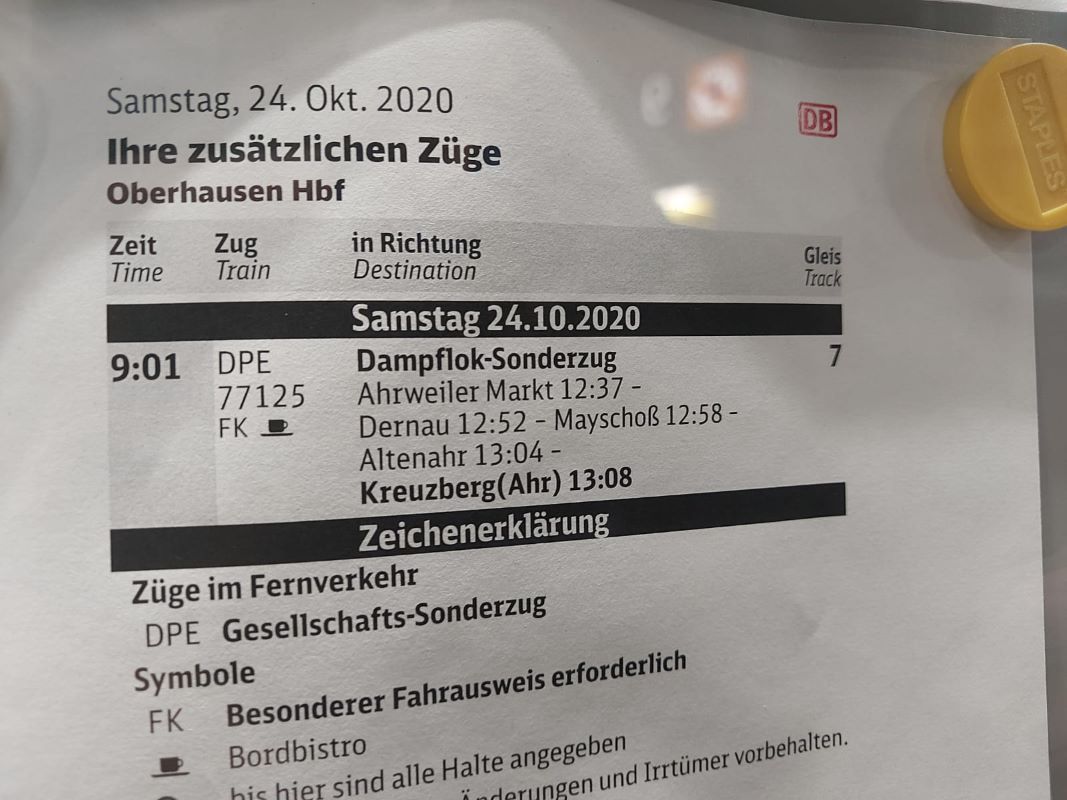 Samstag, 24. Okt. 2020
DB
Ihre zusätzlichen Züge
Oberhausen Hbf
Zeit Zug in Richtung Gleis
Time Train Destination Track
Samstag 24.10.2020
9:01 DPE Dampflok-Sonderzug 7
77125 Ahrweiler Markt 12:37 –
FK Dernau 12:52 – Mayschoß 12:58 –
Altenahr 13:04 –
Kreuzberg(Ahr) 13:08
Zeichenerklärung
Züge im Fernverkehr
DPE Gesellschafts-Sonderzug
Symbole
FK Besonderer Fahrausweis erforderlich
Bordbistro
bis hier sind alle Halte angegeben
Änderungen und Irrtümer vorbehalten.
STAPLES